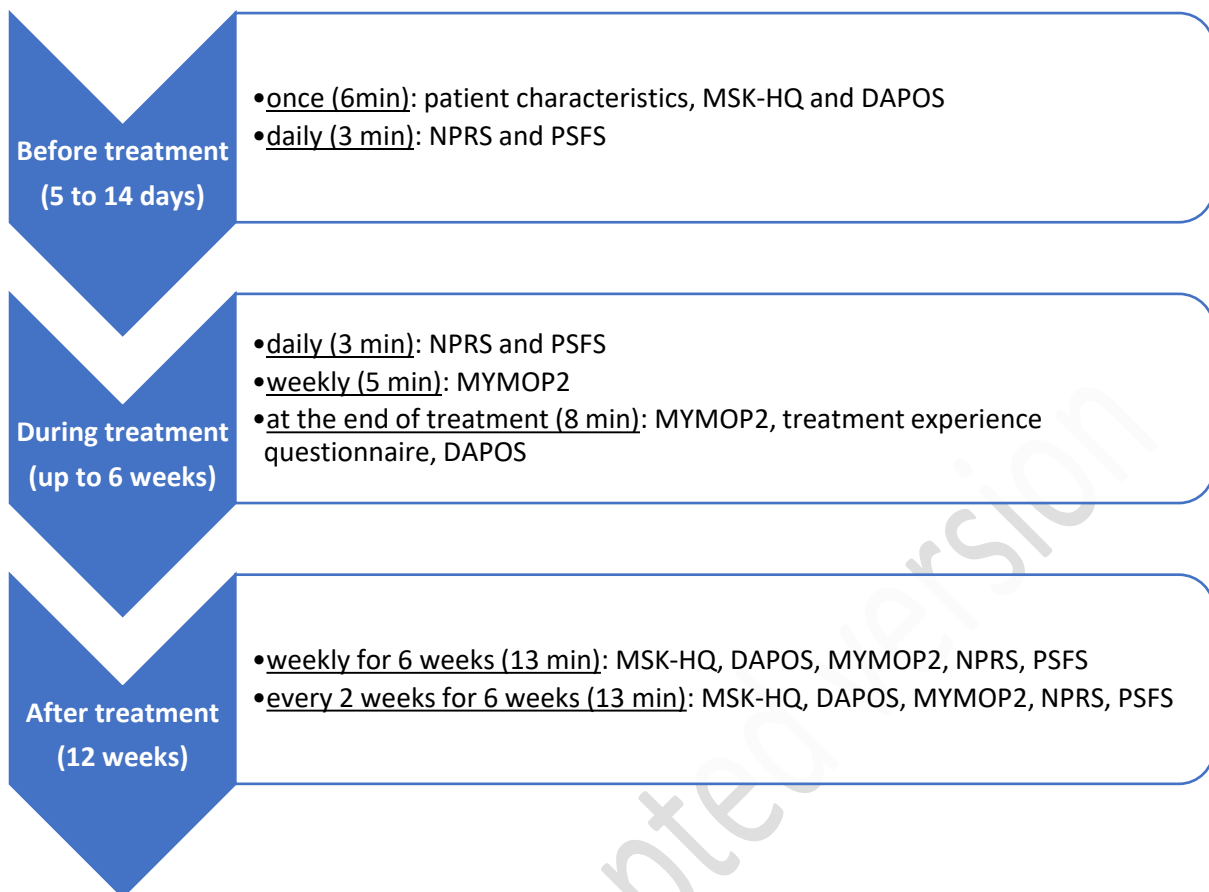 Before treatment
(5 to 14 days)
•once (6min): patient characteristics, MSK-HQ and DAPOS
•daily (3 min): NPRS and PSFS
During treatment
(up to 6 weeks)
•daily (3 min): NPRS and PSFS
•weekly (5 min): MYMOP2
•at the end of treatment (8 min): MYMOP2, treatment experience
questionnaire, DAPOS
After treatment
(12 weeks)
•weekly for 6 weeks (13 min): MSK-HQ, DAPOS, MYMOP2, NPRS, PSFS
•every 2 weeks for 6 weeks (13 min): MSK-HQ, DAPOS, MYMOP2, NPRS, PSFS
pted version